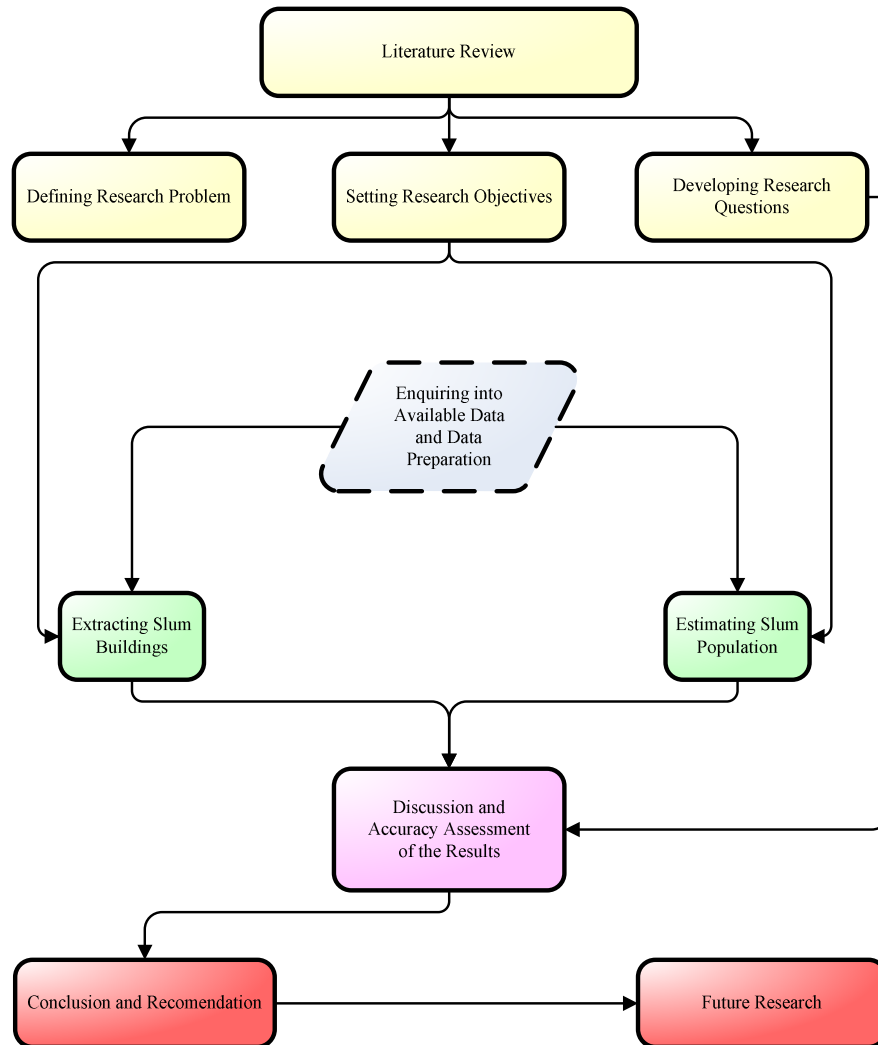 Literature Review
Defining Research Problem
Setting Research Objectives
Developing Research
Questions
Enquiring into
Available Data
and Data
Preparation
Extracting Slum
Buildings
Estimating Slum
Population
Discussion and
Accuracy Assessment
of the Results
Conclusion and Recomendation
Future Research